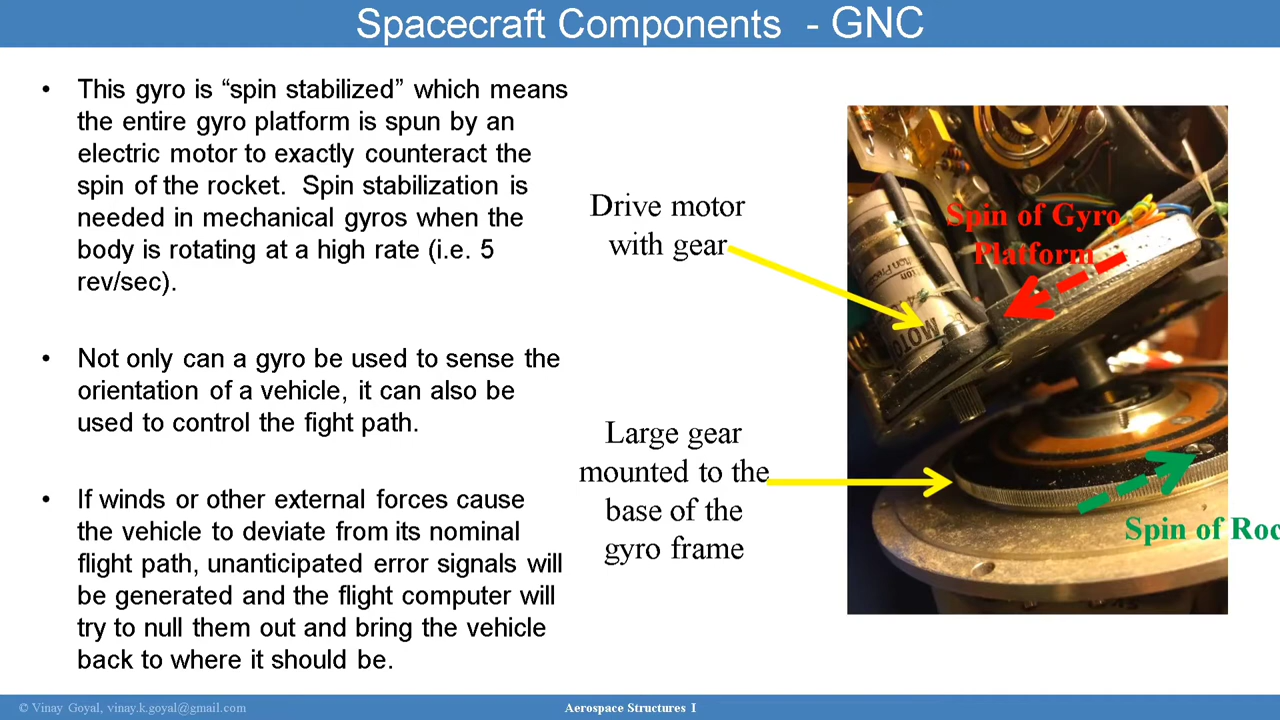 Spacecraft Components - GNC
• This gyro is “spin stabilized” which means
the entire gyro platform is spun by an
electric motor to exactly counteract the
spin of the rocket. Spin stabilization is
needed in mechanical gyros when the
body is rotating at a high rate (i.e. 5
rev/sec).
• Not only can a gyro be used to sense the
orientation of a vehicle, it can also be
used to control the fight path.
• If winds or other external forces cause
the vehicle to deviate from its nominal
flight path, unanticipated error signals will
be generated and the flight computer will
try to null them out and bring the vehicle
back to where it should be.
Drive motor
with gear
Large gear
mounted to the
base of the
gyro frame
Spin of Gyro
Platform
MOTO
Spin of Roc
© Vinay Goyal, vinay.k.goyal@gmail.com
Aerospace Structures I